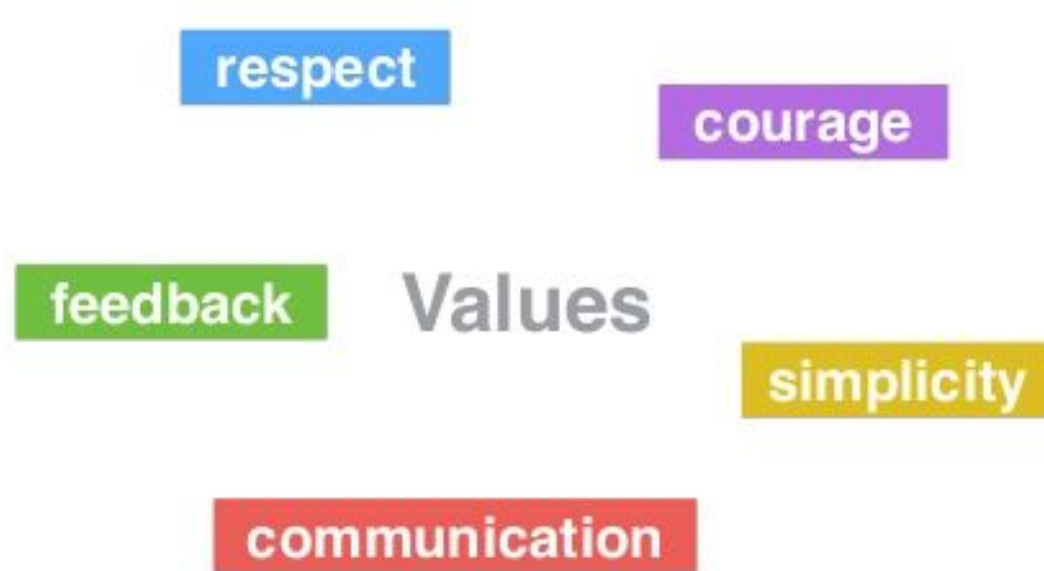 respect
courage
feedback
Values
simplicity
communication